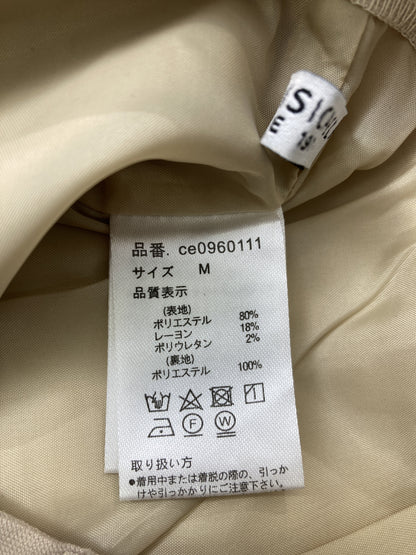 品番. ce0960111
サイズ M
品質表示
(表地)
ポリエステル 80%
レーヨン 18%
ポリウレタン 2%
(裏地)
ポリエステル 100%
F W
取り扱い方
●着用中または着脱の際の、引っか
けや引っかかりにご注意下さい。